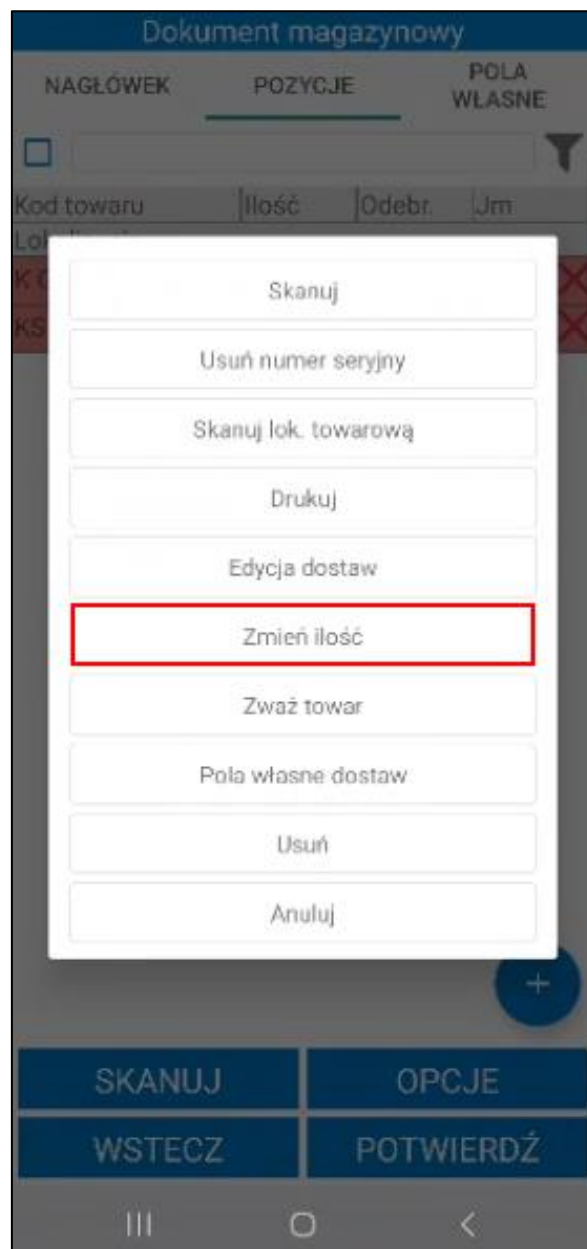 Dokument magazynowy
NAGŁÓWEK POZYCJE POLA WŁASNE
Kod towaru Ilość Odebr. Jm
Skanuj
Usuń numer seryjny
Skanuj lok. towarową
Drukuj
Edycja dostaw
Zmień ilość
Zważ towar
Pola własne dostaw
Usuń
Anuluj
+
SKANUJ OPCJE
WSTECZ POTWIERDŹ